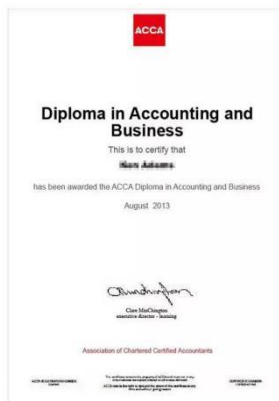 ACCA
Diploma in Accounting and
Business
This is to certify that
has been awarded the ACCA Diploma in Accounting and Business
August 2013
Clare Minchington
executive director - learning
Association of Chartered Certified Accountants